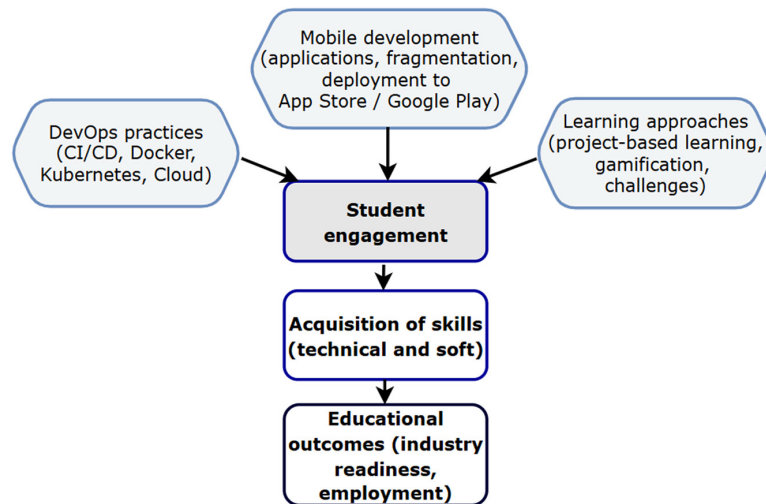 Mobile development
(applications, fragmentation,
deployment to
App Store / Google Play)
DevOps practices
(CI/CD, Docker,
Kubernetes, Cloud)
Learning approaches
(project-based learning,
gamification,
challenges)
Student
engagement
Acquisition of skills
(technical and soft)
Educational
outcomes (industry
readiness,
employment)